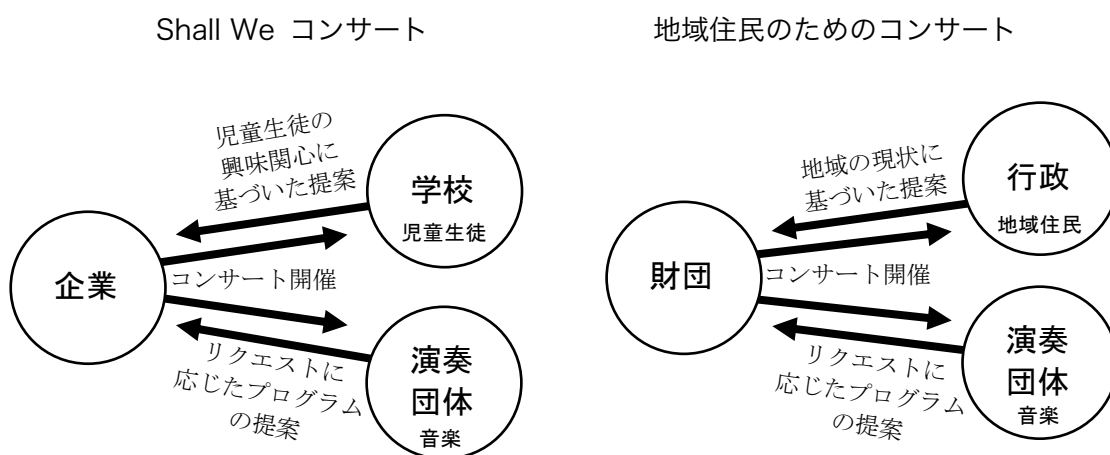 Shall We コンサート
児童生徒の
興味関心に
基づいた提案
学校
児童生徒
企業
コンサート開催
リクエストに
応じたプログラム
の提案
演奏
団体
音楽
地域住民のためのコンサート
地域の現状に
基づいた提案
行政
地域住民
財団
コンサート開催
リクエストに
応じたプログラム
の提案
演奏
団体
音楽